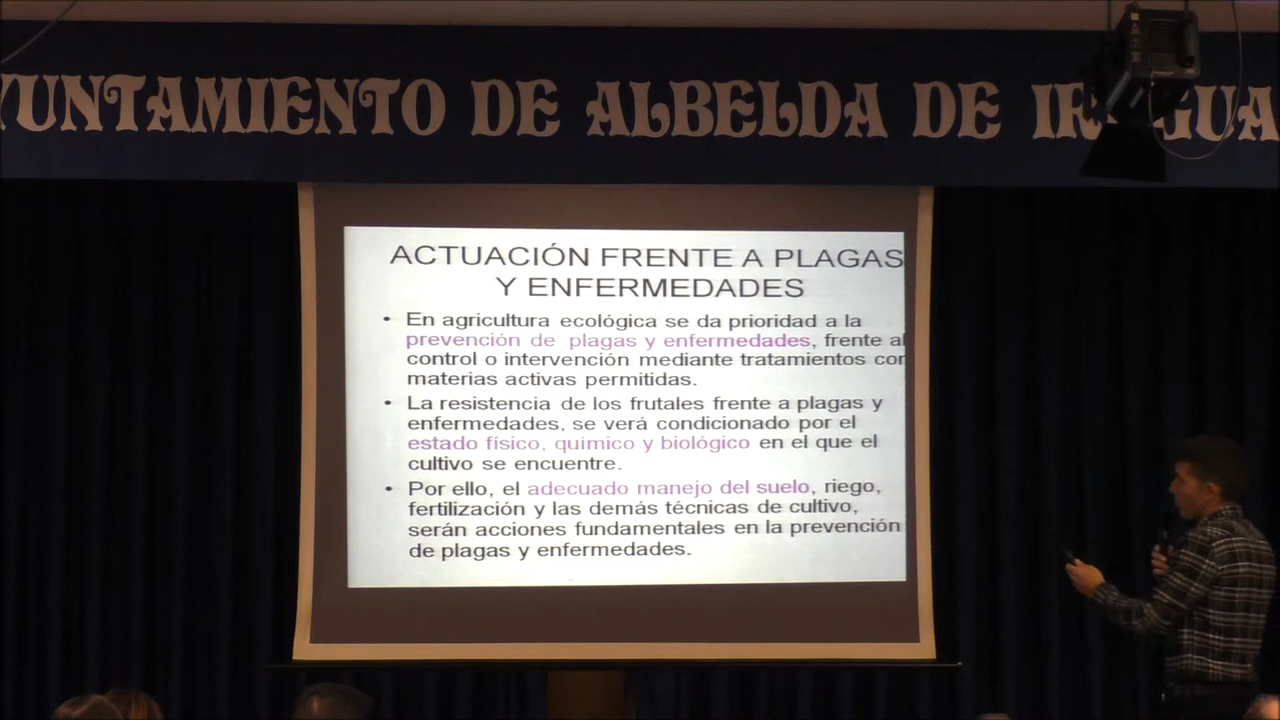 YUNTAMIENTO DE ALBELDA DE IR GUA
ACTUACIÓN FRENTE A PLAGAS
Y ENFERMEDADES
• En agricultura ecológica se da prioridad a la
prevención de plagas y enfermedades, frente al
control o intervención mediante tratamientos con
materias activas permitidas.
• La resistencia de los frutales frente a plagas y
enfermedades, se verá condicionado por el
estado físico, químico y biológico en el que el
cultivo se encuentre.
• Por ello, el adecuado manejo del suelo, riego,
fertilización y las demás técnicas de cultivo,
serán acciones fundamentales en la prevención
de plagas y enfermedades.